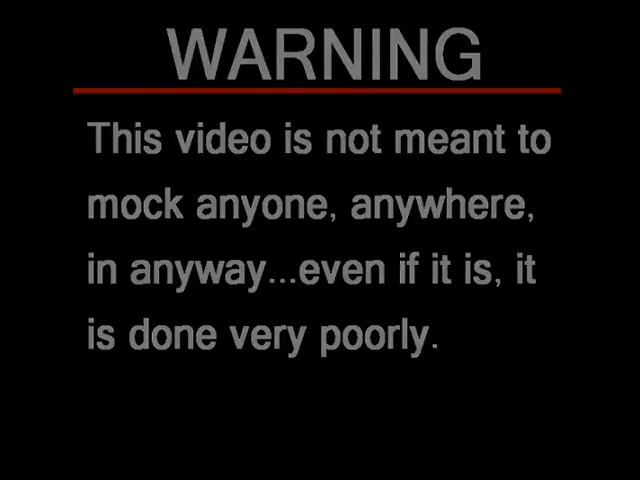 WARNING
This video is not meant to
mock anyone, anywhere,
in anyway...even if it is, it
is done very poorly.